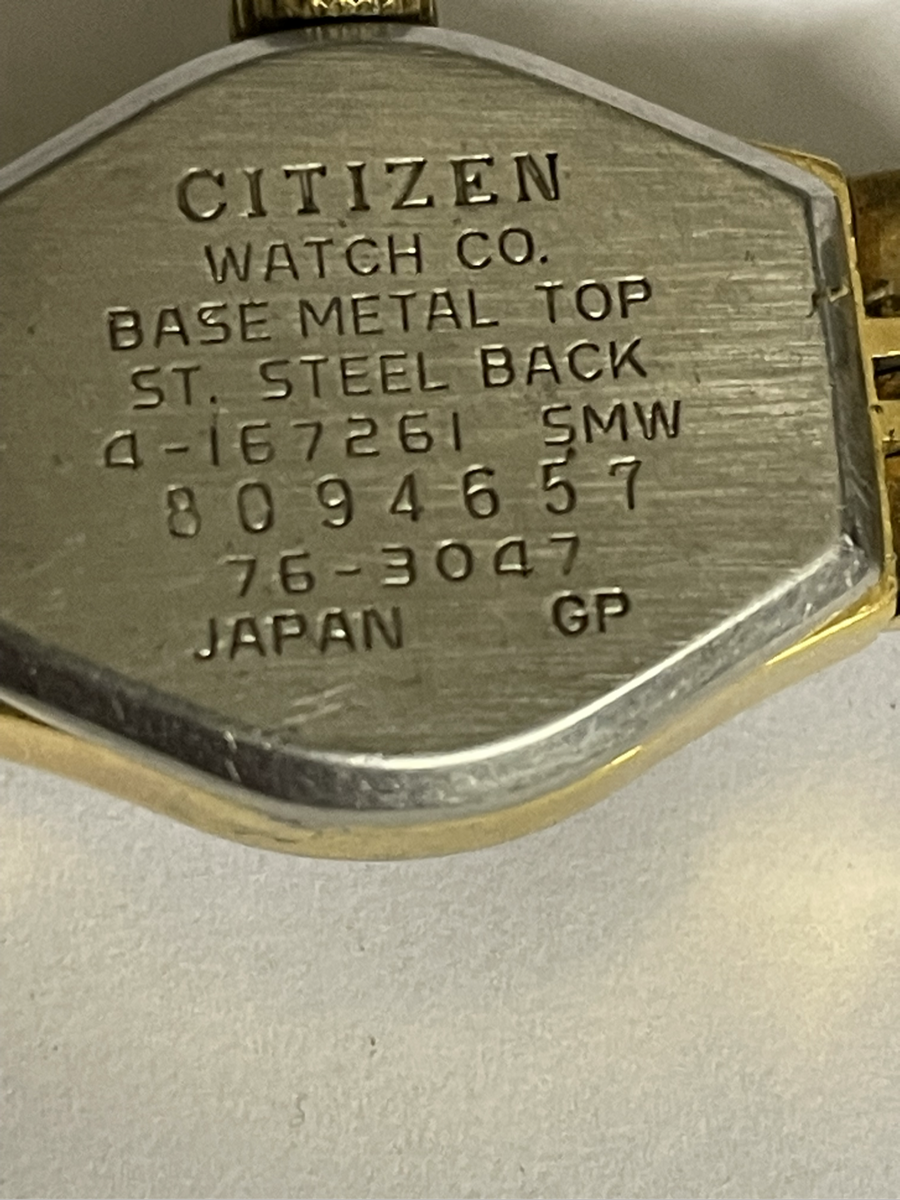 CITIZEN
WATCH CO.
BASE METAL TOP
ST. STEEL BACK
4-167261 SMW
8094657
76-3047
JAPAN GP